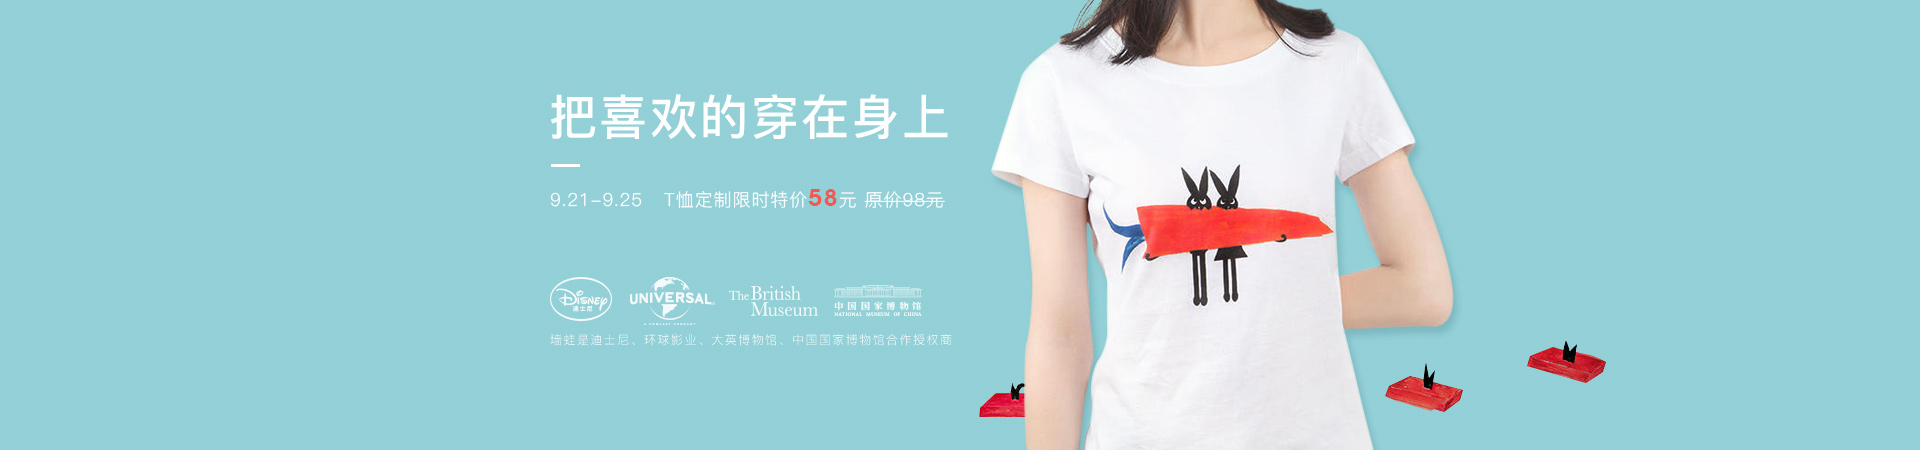 把喜欢的穿在身上
9.21-9.25 T恤定制限时特价58元 原价98元
Disney 迪士尼
UNIVERSAL
A COMCAST COMPANY
The British Museum
中国国家博物馆
NATIONAL MUSEUM OF CHINA
蛙是迪士尼、环球影业、大英博物馆、中国国家博物馆合作授权商